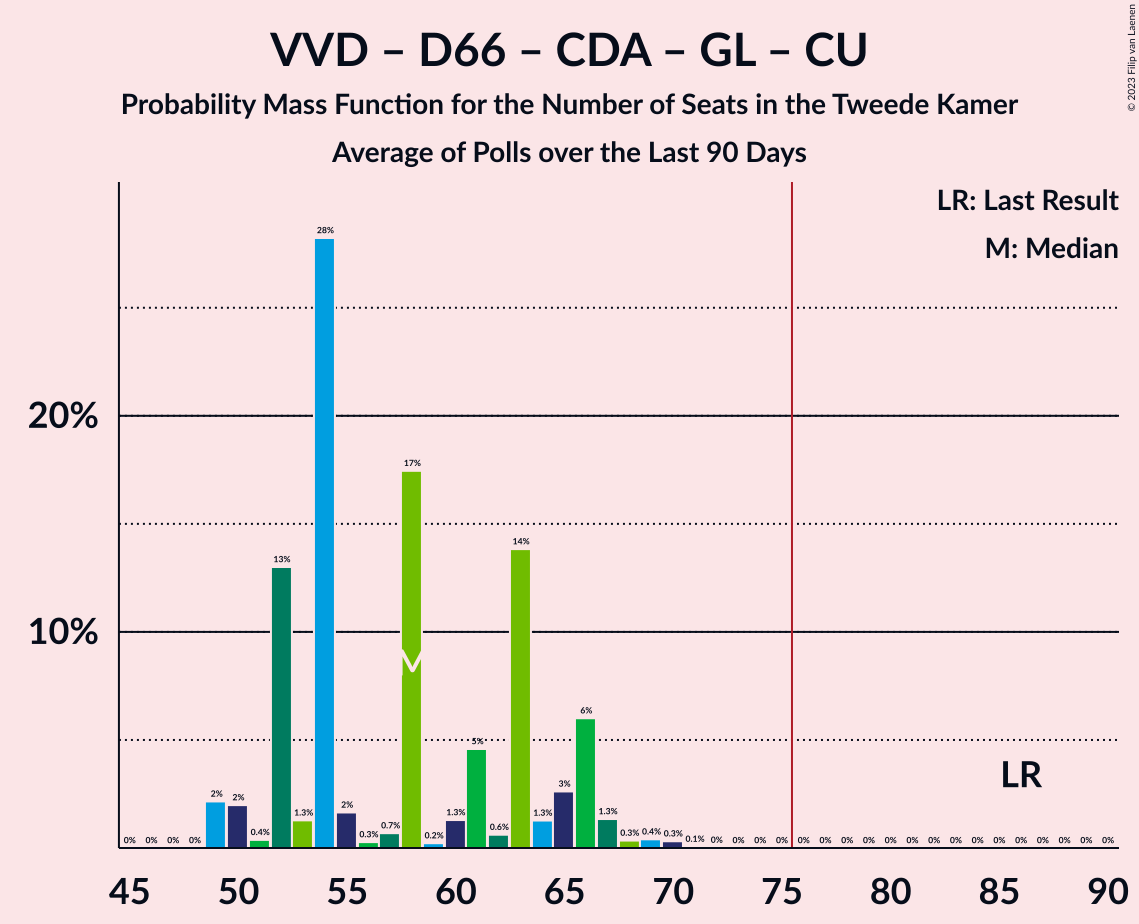 VVD – D66 – CDA – GL – CU
Probability Mass Function for the Number of Seats in the Tweede Kamer
Average of Polls over the Last 90 Days
© 2023 Filip van Laenen
LR: Last Result
M: Median
20%
10%
0% 0% 0% 0% 2% 2% 0.4% 13% 1.3% 28% 2% 0.3% 0.7% 17% 0.2% 1.3% 5% 0.6% 14% 1.3% 3% 6% 1.3% 0.3% 0.4% 0.3% 0.1% 0% 0% 0% 0% 0% 0% 0% 0% 0% 0% 0% 0% 0% 0% 0% 0% 0% 0% 0%
M
LR
45 50 55 60 65 70 75 80 85 90